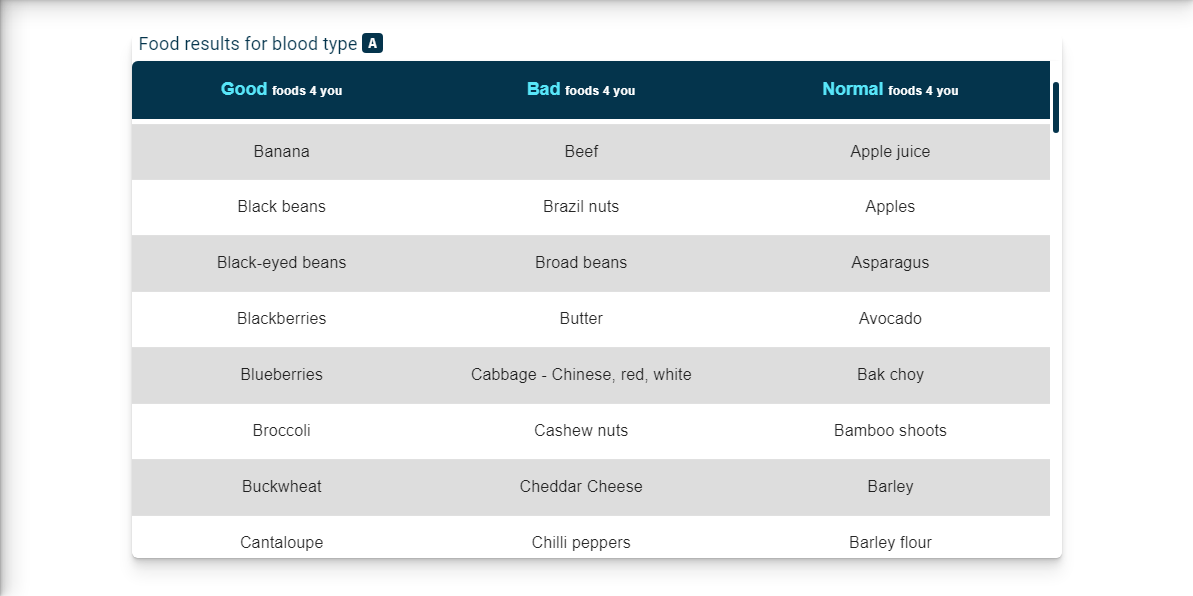 Food results for blood type A
Good foods 4 you Bad foods 4 you Normal foods 4 you
Banana Beef Apple juice
Black beans Brazil nuts Apples
Black-eyed beans Broad beans Asparagus
Blackberries Butter Avocado
Blueberries Cabbage - Chinese, red, white Bak choy
Broccoli Cashew nuts Bamboo shoots
Buckwheat Cheddar Cheese Barley
Cantaloupe Chilli peppers Barley flour